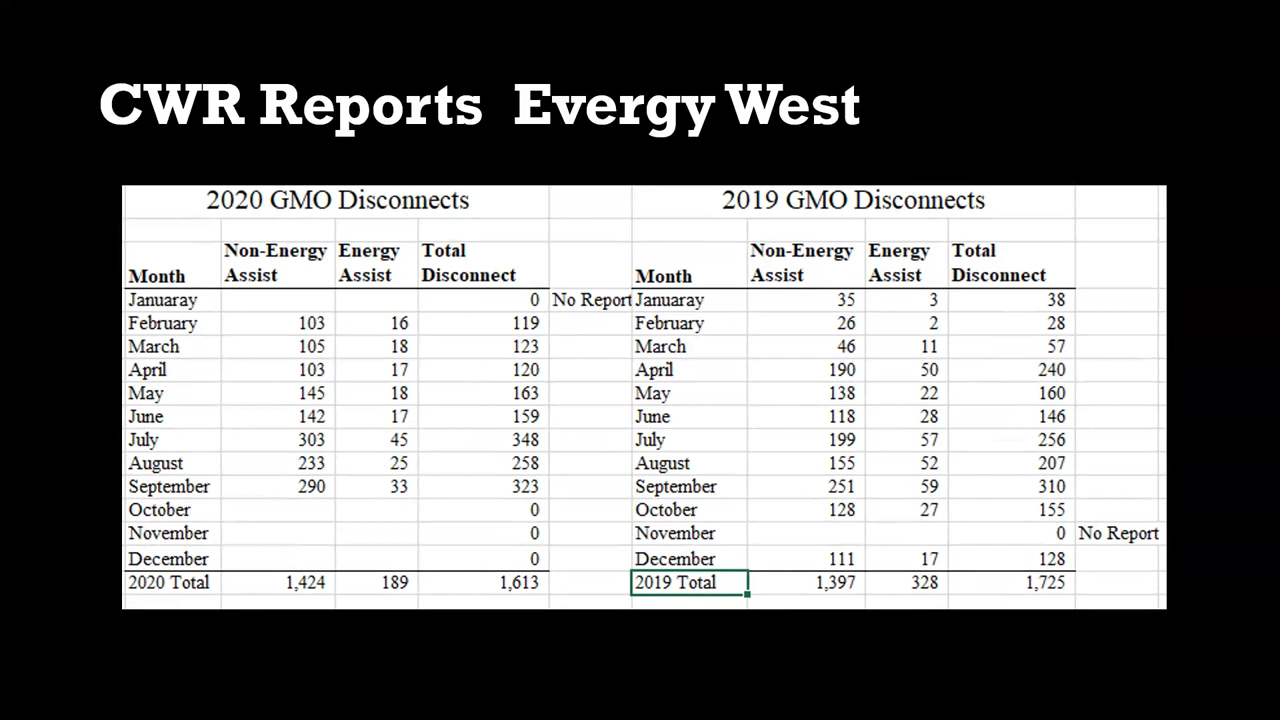 CWR Reports  Evergy West
2020 GMO Disconnects 2019 GMO Disconnects
Non-Energy Energy Total Non-Energy Energy Total
Month Assist Assist Disconnect Month Assist Assist Disconnect
Januaray 0 No Report Januaray 35 3 38
February 103 16 119 February 26 2 28
March 105 18 123 March 46 11 57
April 103 17 120 April 190 50 240
May 145 18 163 May 138 22 160
June 142 17 159 June 118 28 146
July 303 45 348 July 199 57 256
August 233 25 258 August 155 52 207
September 290 33 323 September 251 59 310
October 0 October 128 27 155
November 0 November 0 No Report
December 0 December 111 17 128
2020 Total 1,424 189 1,613 2019 Total 1,397 328 1,725